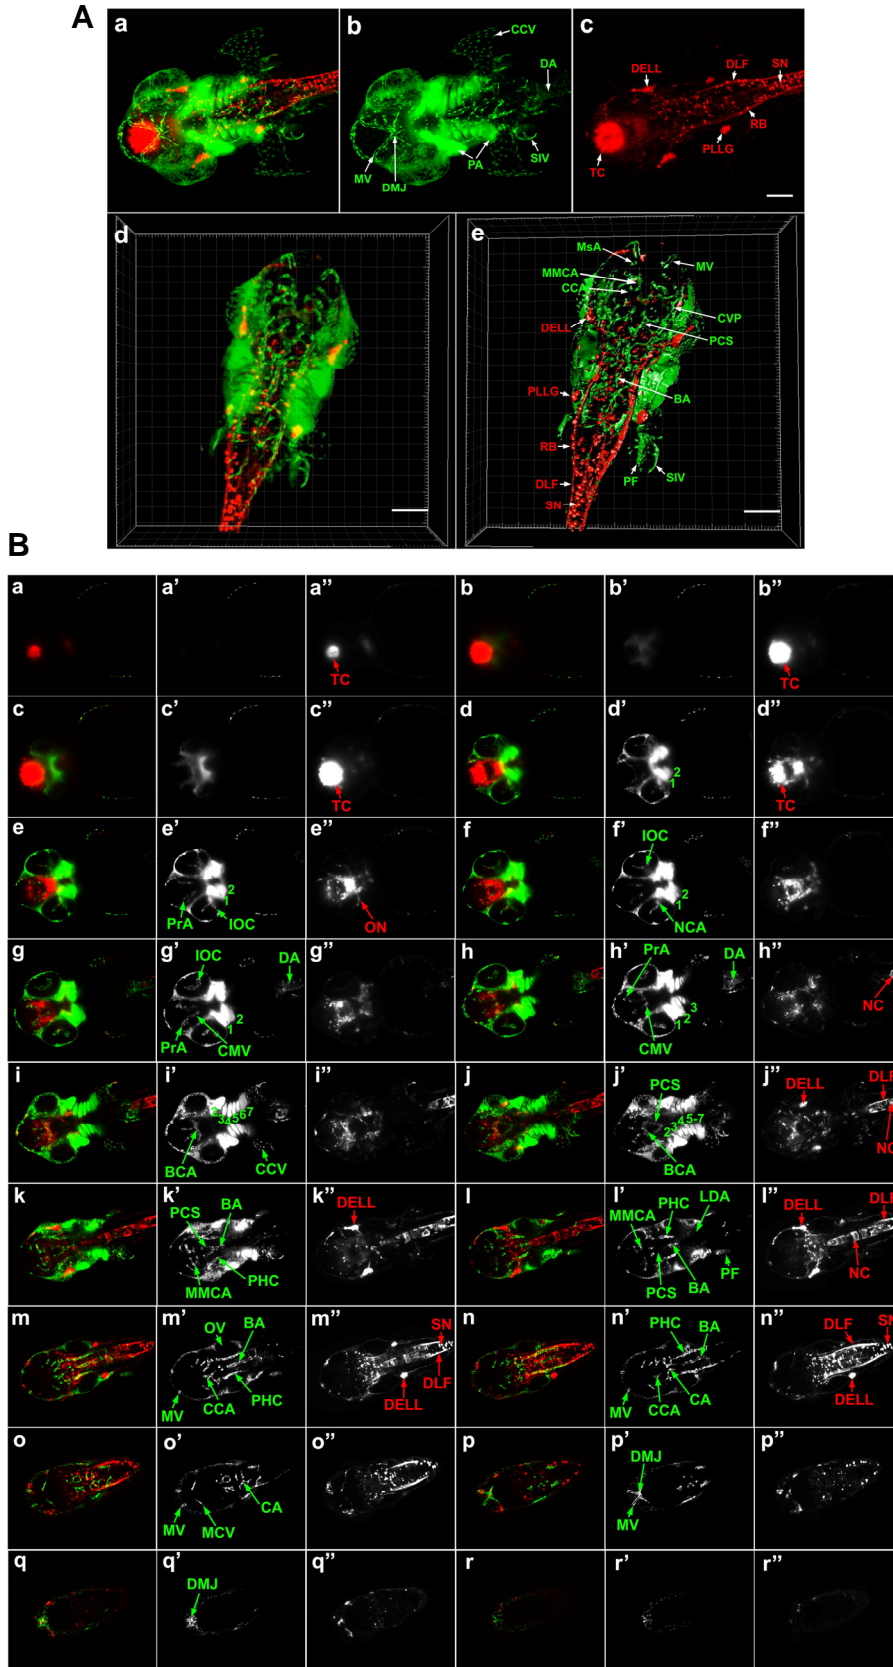 A
a
b
c
CCV
DA
MV
DMJ
PA
SIV
DELL
DLF
SN
RB
PLLG
TC
d
e
MsA
MV
MMCA
CCA
CVP
DELL
PCS
PLLG
BA
RB
DLF
PF
SIV
SN
B
a a’ a’’ b b’ b’’
TC TC
c c’ c’’ d d’ d’’
2
1
TC TC
e e’ e’’ f f’ f’’
IOC
2 2
1 1
PrA IOC ON NCA
g g’ g’’ h h’ h’’
IOC DA PrA DA
NC
2 3
1 1 2
PrA CMV CMV
i i’ i’’ j j’ j’’
PCS DELL DLF
2 3 4 5 6 7 2 3 4 5-7
NC
BCA CCV BCA
k k’ k’’ l l’ l’’
PCS BA DELL MMCA PHC LDA DELL DLF
MMCA PHC PCS BA PF NC
m m’ m’’ n n’ n’’
OV BA SN PHC BA DLF SN
DLF
MV CCA PHC DELL MV CCA CA DELL
o o’ o’’ p p’ p’’
DMJ
CA
MV MCV MV
q q’ q’’ r r’ r’’
DMJ